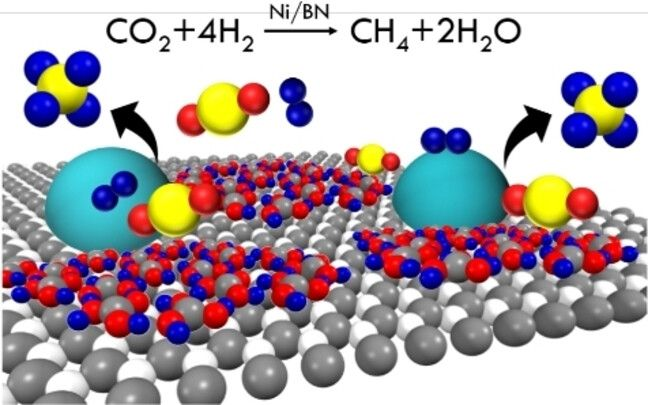 Ni/BN
CO₂+4H₂ ⟶ CH₄+2H₂O